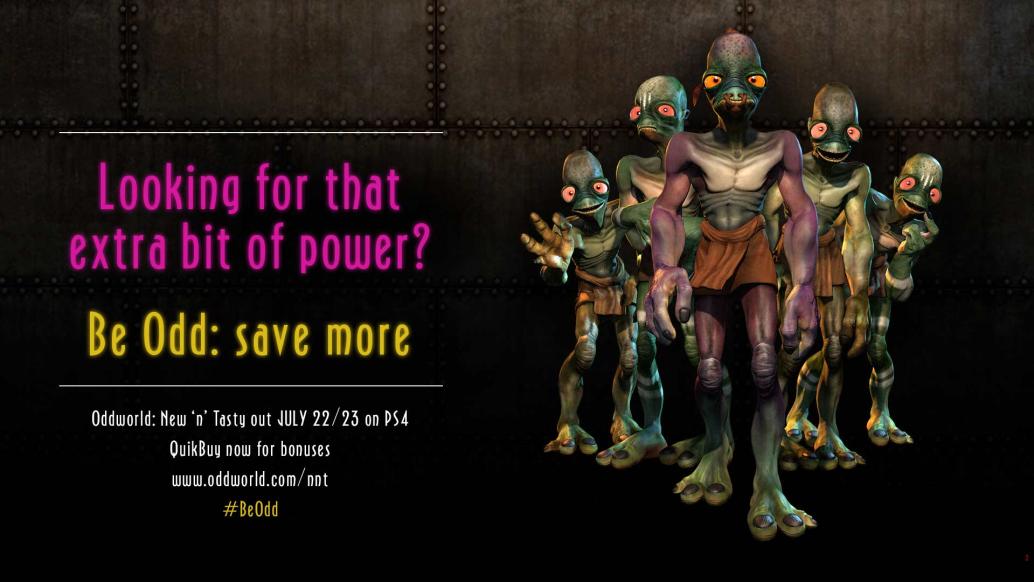 Looking for that
extra bit of power?
Be Odd: save more
Oddworld: New 'n' Tasty out JULY 22/23 on PS4
QuikBuy now for bonuses
www.oddworld.com/nnt
#BeOdd